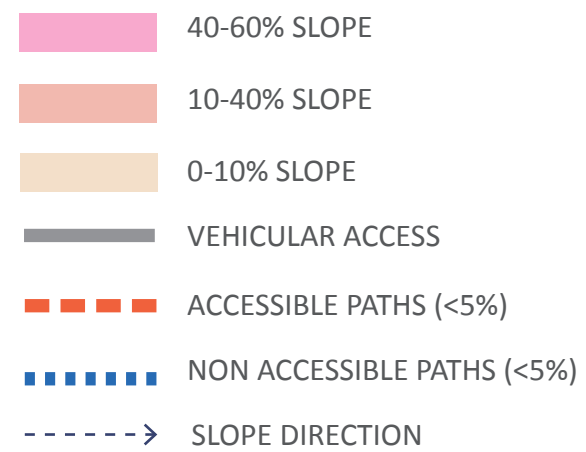 40-60% SLOPE
10-40% SLOPE
0-10% SLOPE
VEHICULAR ACCESS
ACCESSIBLE PATHS (<5%)
NON ACCESSIBLE PATHS (<5%)
SLOPE DIRECTION